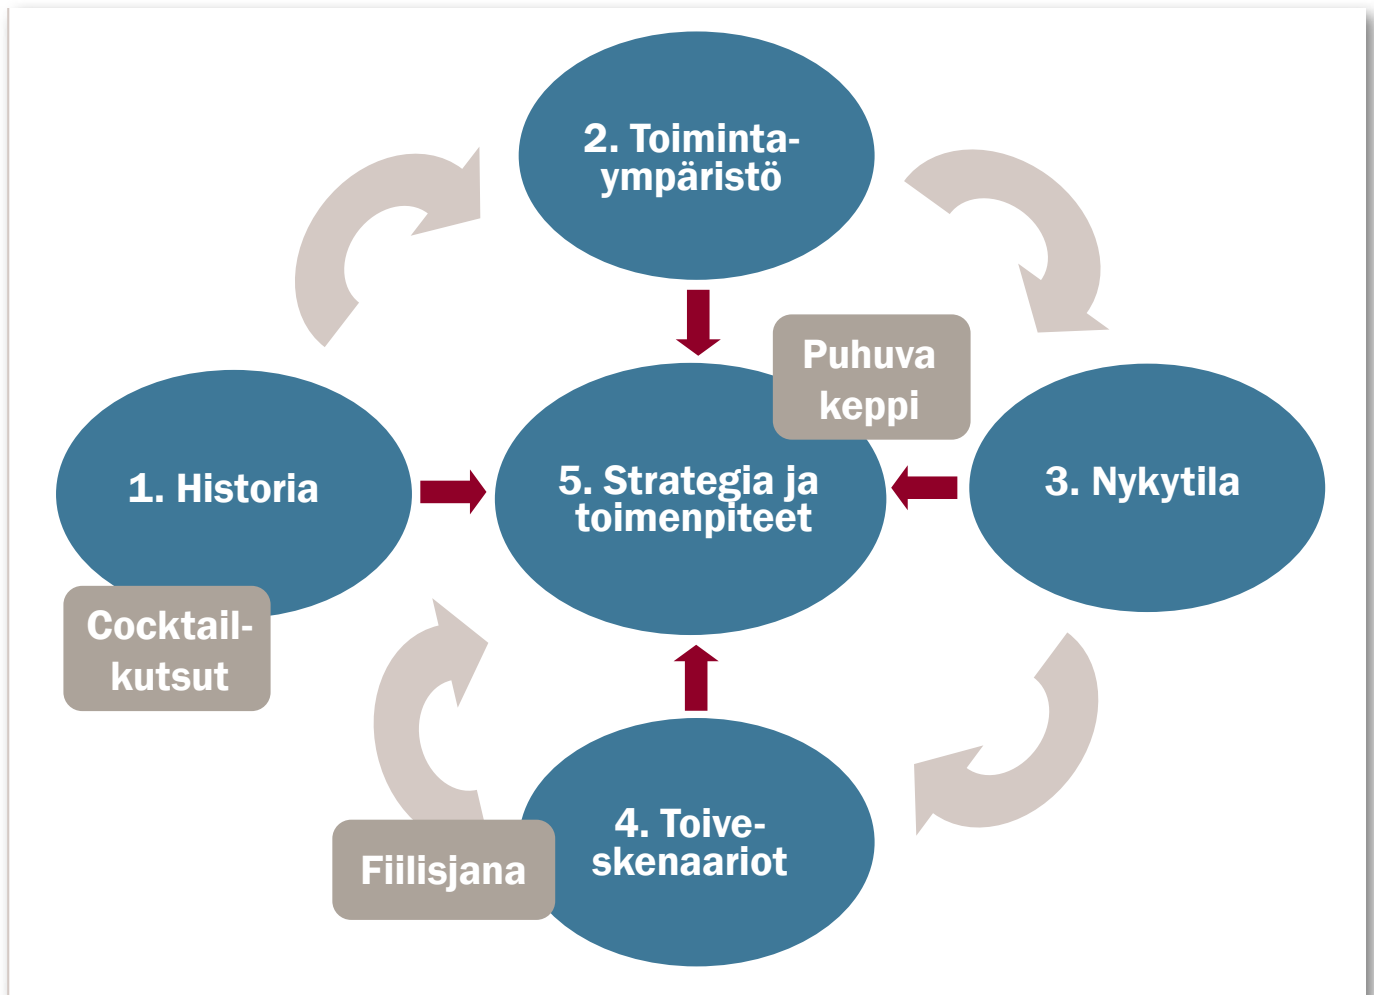 2. Toiminta-
ympäristö
Puhuva
keppi
1. Historia
5. Strategia ja
toimenpiteet
3. Nykytila
Cocktail-
kutsut
4. Toive-
skenaariot
Fiilisjana